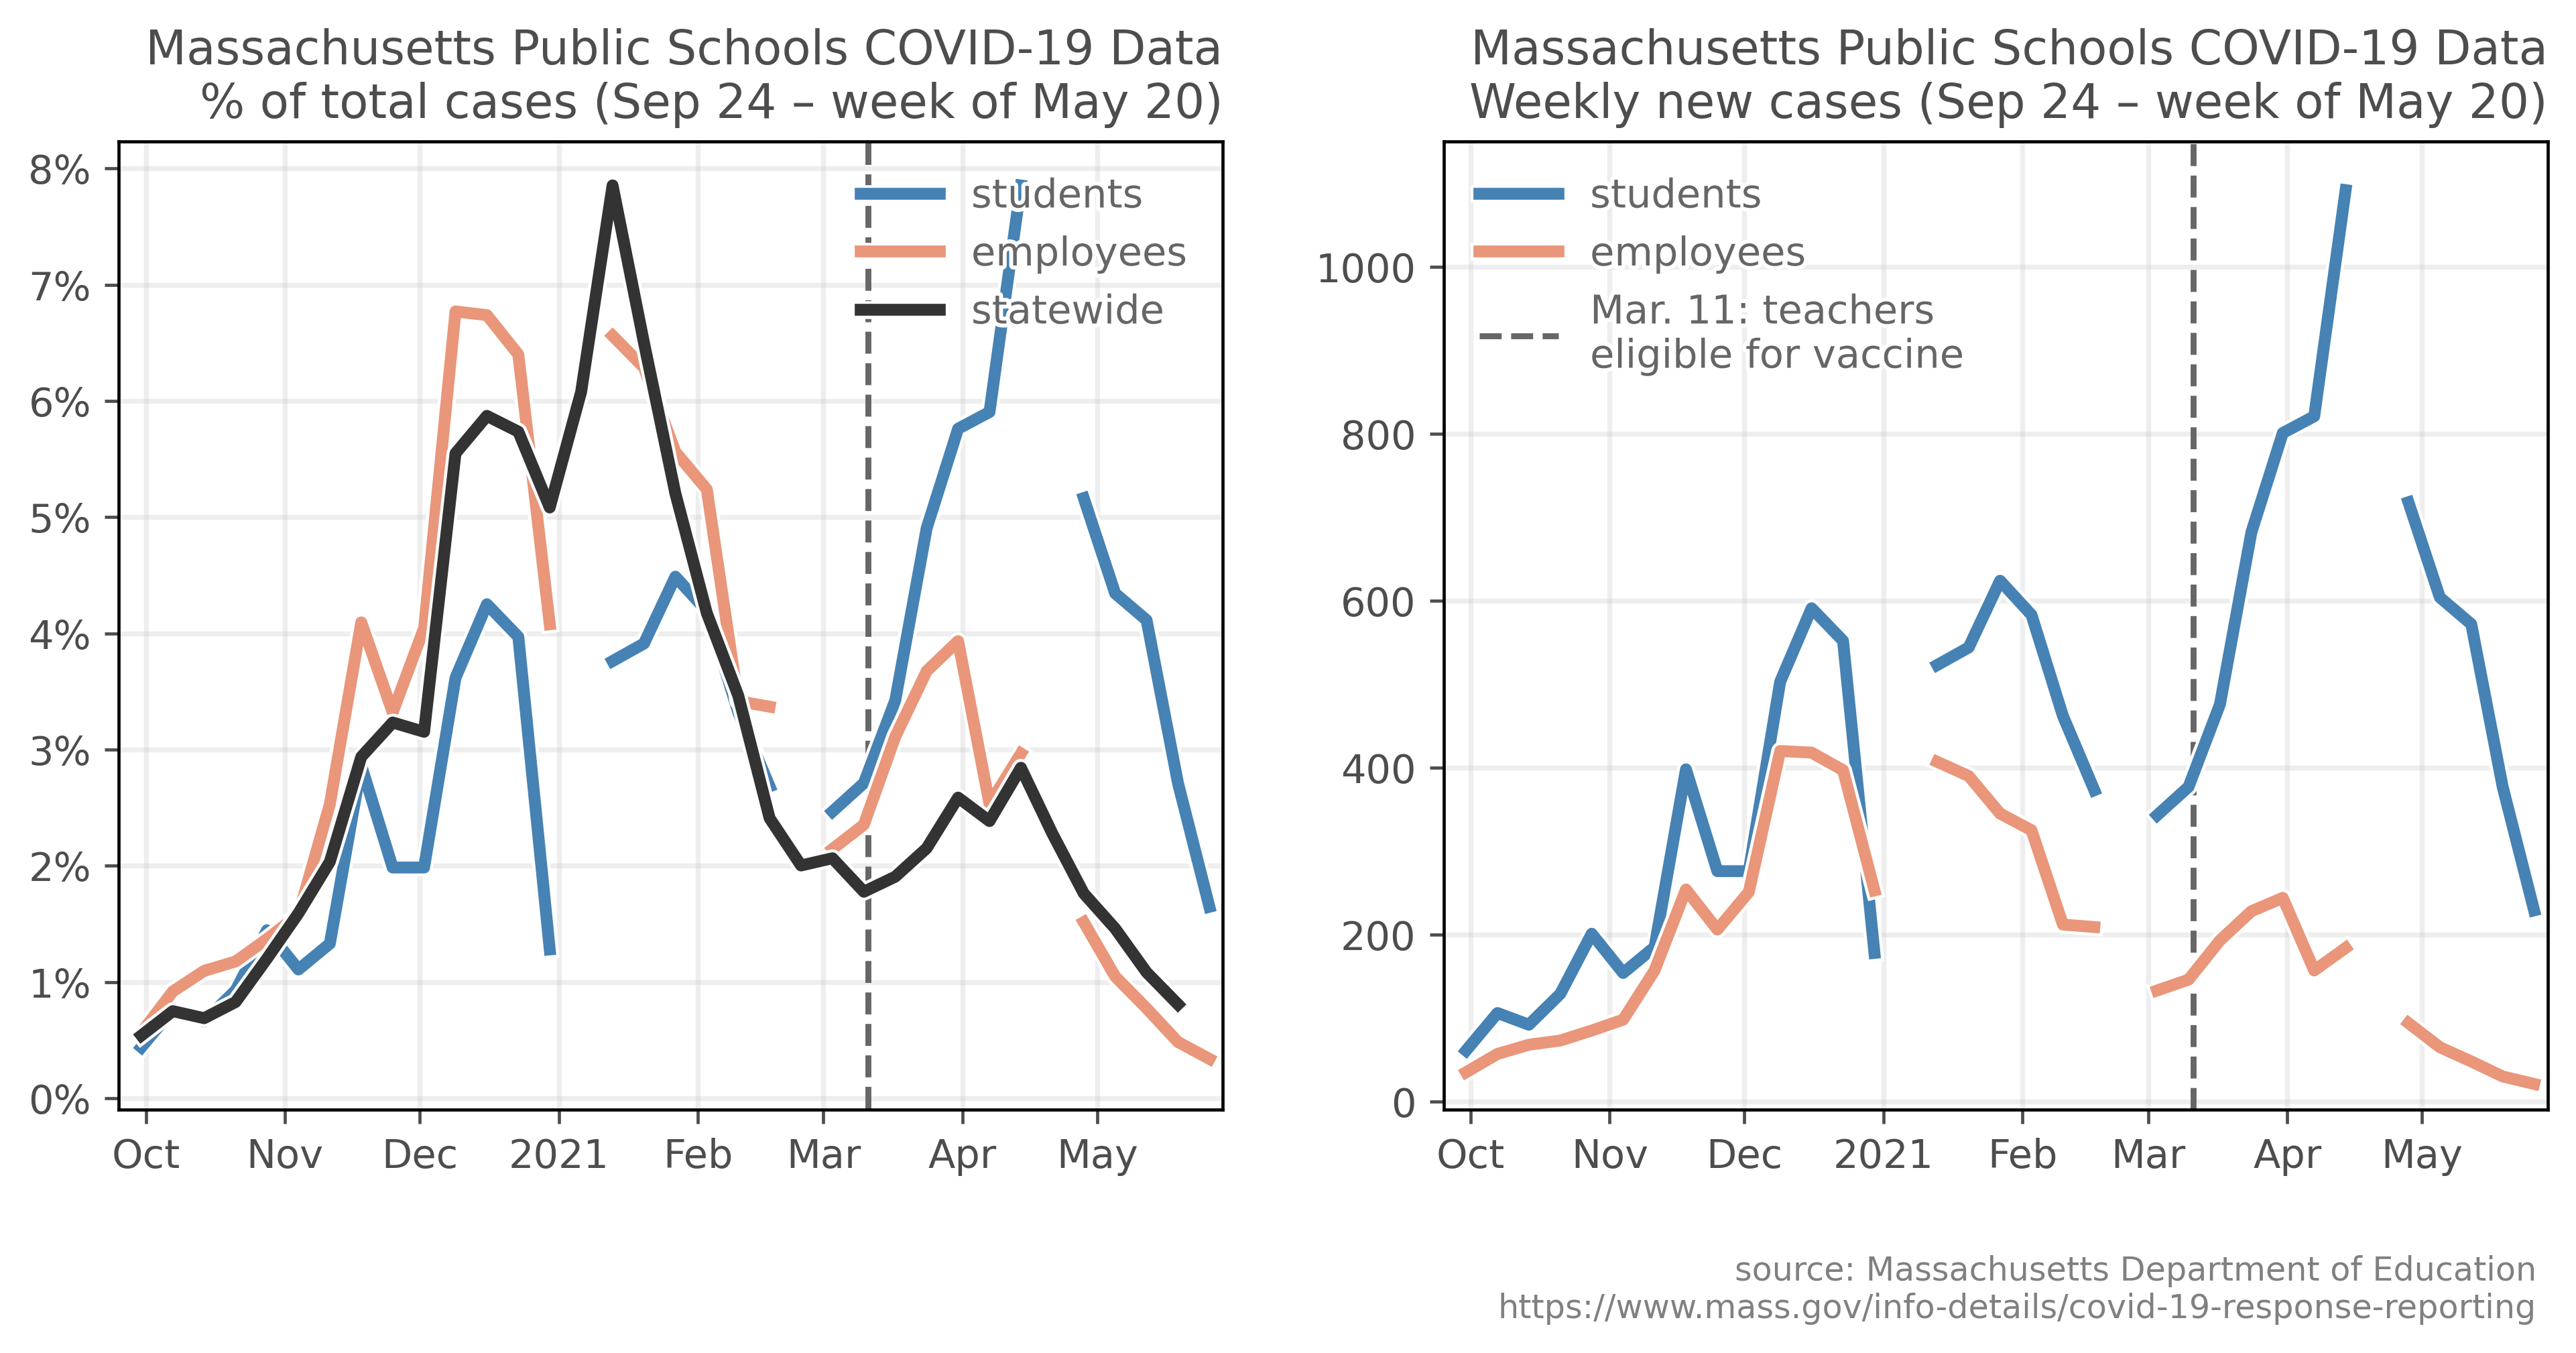 Massachusetts Public Schools COVID-19 Data
% of total cases (Sep 24 – week of May 20)
8%
7%
6%
5%
4%
3%
2%
1%
0%
students
employees
statewide
Oct Nov Dec 2021 Feb Mar Apr May
Massachusetts Public Schools COVID-19 Data
Weekly new cases (Sep 24 – week of May 20)
1000
800
600
400
200
0
students
employees
Mar. 11: teachers
eligible for vaccine
Oct Nov Dec 2021 Feb Mar Apr May
source: Massachusetts Department of Education
https://www.mass.gov/info-details/covid-19-response-reporting